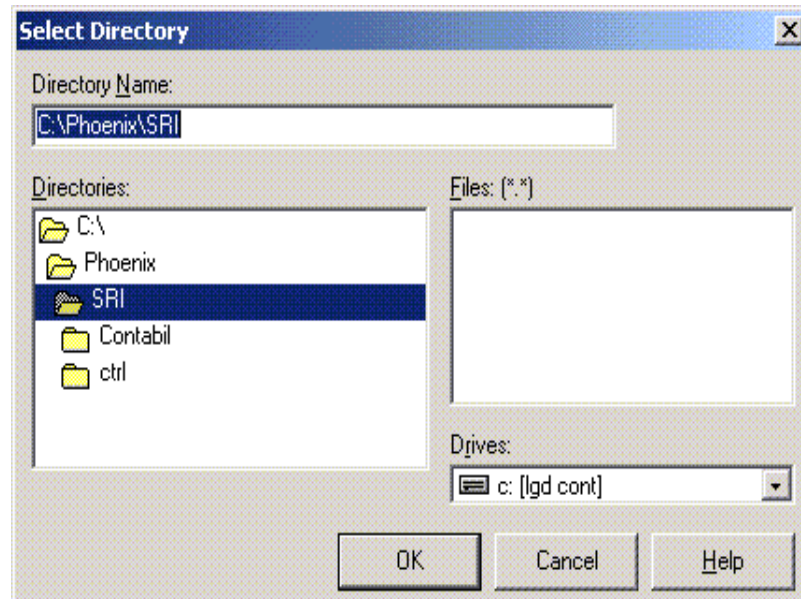 Select Directory
Directory Name:
C:\Phoenix\SRI
Directories:
C:\
Phoenix
SRI
Contabil
ctrl
Files: (*.*)
Drives:
c: [lgd cont]
OK Cancel Help